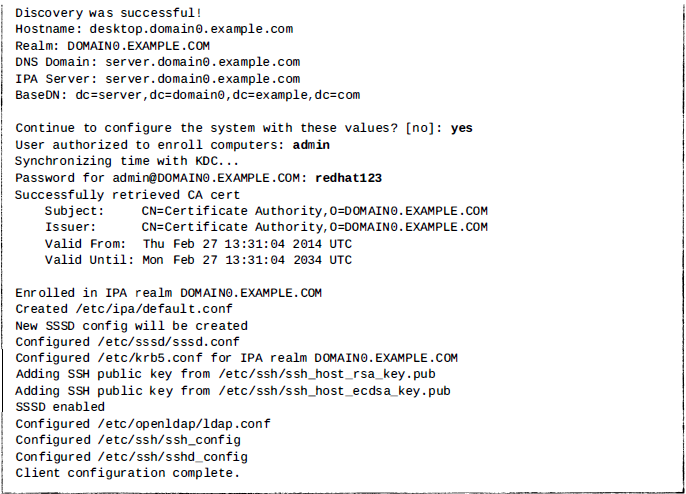 Discovery was successful!
Hostname: desktop.domain0.example.com
Realm: DOMAIN0.EXAMPLE.COM
DNS Domain: server.domain0.example.com
IPA Server: server.domain0.example.com
BaseDN: dc=server,dc=domain0,dc=example,dc=com
Continue to configure the system with these values? [no]: yes
User authorized to enroll computers: admin
Synchronizing time with KDC...
Password for admin@DOMAIN0.EXAMPLE.COM: redhat123
Successfully retrieved CA cert
    Subject:     CN=Certificate Authority,O=DOMAIN0.EXAMPLE.COM
    Issuer:      CN=Certificate Authority,O=DOMAIN0.EXAMPLE.COM
    Valid From:  Thu Feb 27 13:31:04 2014 UTC
    Valid Until: Mon Feb 27 13:31:04 2034 UTC
Enrolled in IPA realm DOMAIN0.EXAMPLE.COM
Created /etc/ipa/default.conf
New SSSD config will be created
Configured /etc/sssd/sssd.conf
Configured /etc/krb5.conf for IPA realm DOMAIN0.EXAMPLE.COM
Adding SSH public key from /etc/ssh/ssh_host_rsa_key.pub
Adding SSH public key from /etc/ssh/ssh_host_ecdsa_key.pub
SSSD enabled
Configured /etc/openldap/ldap.conf
Configured /etc/ssh/ssh_config
Configured /etc/ssh/sshd_config
Client configuration complete.